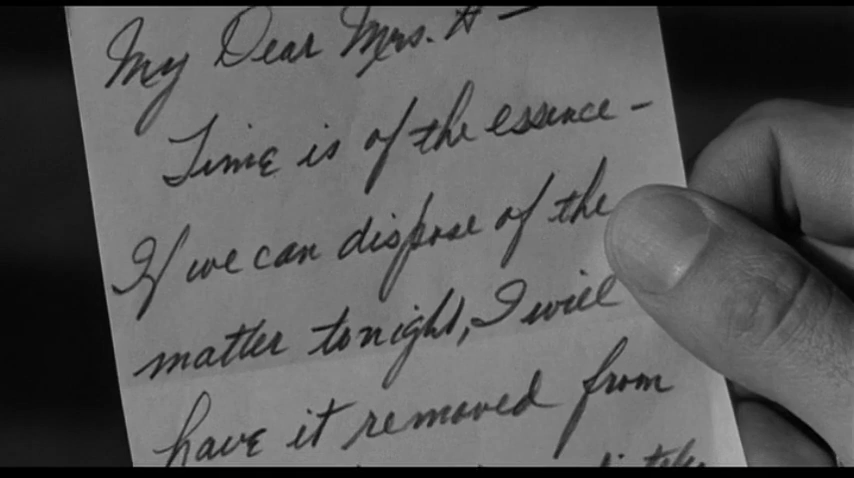 My Dear Mrs. H—
Time is of the essence —
If we can dispose of the
matter tonight, I will
have it removed from